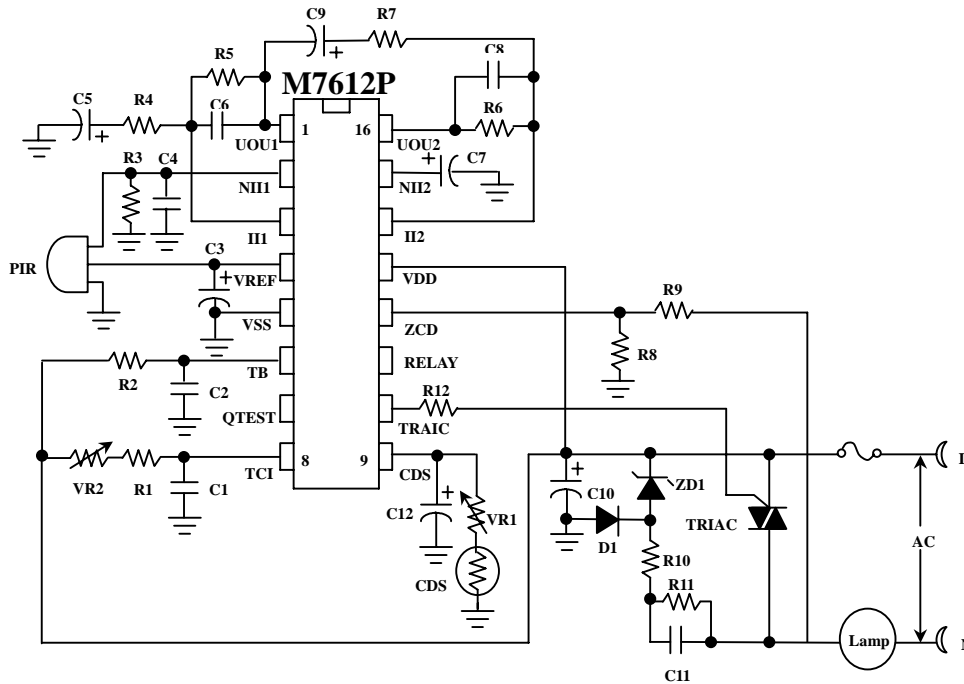 C9
R7
R5
C8
M7612P
C5
R4
C6
R6
1
16
UOU1
UOU2
R3
C4
C7
NII1
NII2
II1
II2
C3
PIR
VREF
VDD
R9
VSS
ZCD
R8
TB
RELAY
R2
C2
R12
QTEST
TRAIC
TCI
8
9
CDS
VR2
R1
C1
C12
VR1
C10
ZD1
D1
TRIAC
AC
R10
CDS
R11
Lamp
C11